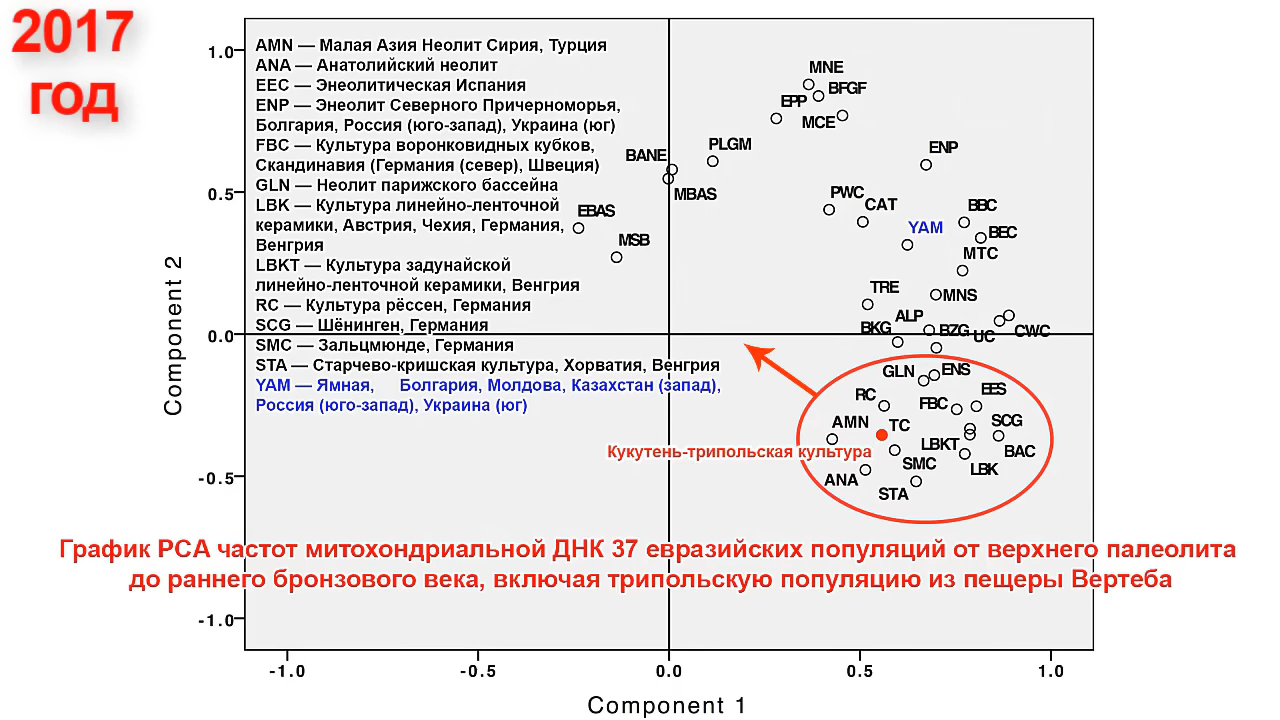 2017
год
AMN — Малая Азия Неолит Сирия, Турция
ANA — Анатолийский неолит
EEC — Энеолитическая Испания
ENP — Энеолит Северного Причерноморья,
Болгария, Россия (юго-запад), Украина (юг)
FBC — Культура воронковидных кубков,
Скандинавия (Германия (север), Швеция)
GLN — Неолит парижского бассейна
LBK — Культура линейно-ленточной
керамики, Австрия, Чехия, Германия,
Венгрия
LBKT — Культура задунайской
линейно-ленточной керамики, Венгрия
RC — Культура рёссен, Германия
SCG — Шёнинген, Германия
SMC — Зальцмюнде, Германия
STA — Старчево-кришская культура, Хорватия, Венгрия
YAM — Ямная, Болгария, Молдова, Казахстан (запад),
Россия (юго-запад), Украина (юг)
MNE
BFGF
EPP
MCE
PLGM
BANE
MBAS
EBAS
MSB
ENP
PWC
CAT
BBC
YAM
BEC
MTC
TRE
MNS
ALP
BKG
BZG
UC
CWC
GLN
ENS
RC
FBC
EES
AMN
TC
SCG
LBKT
BAC
SMC
LBK
ANA
STA
Кукутень-трипольская культура
График PCA частот митохондриальной ДНК 37 евразийских популяций от верхнего палеолита
до раннего бронзового века, включая трипольскую популяцию из пещеры Вертеба
Component 2
1.0
0.5
0.0
-0.5
-1.0
-1.0 -0.5 0.0 0.5 1.0
Component 1